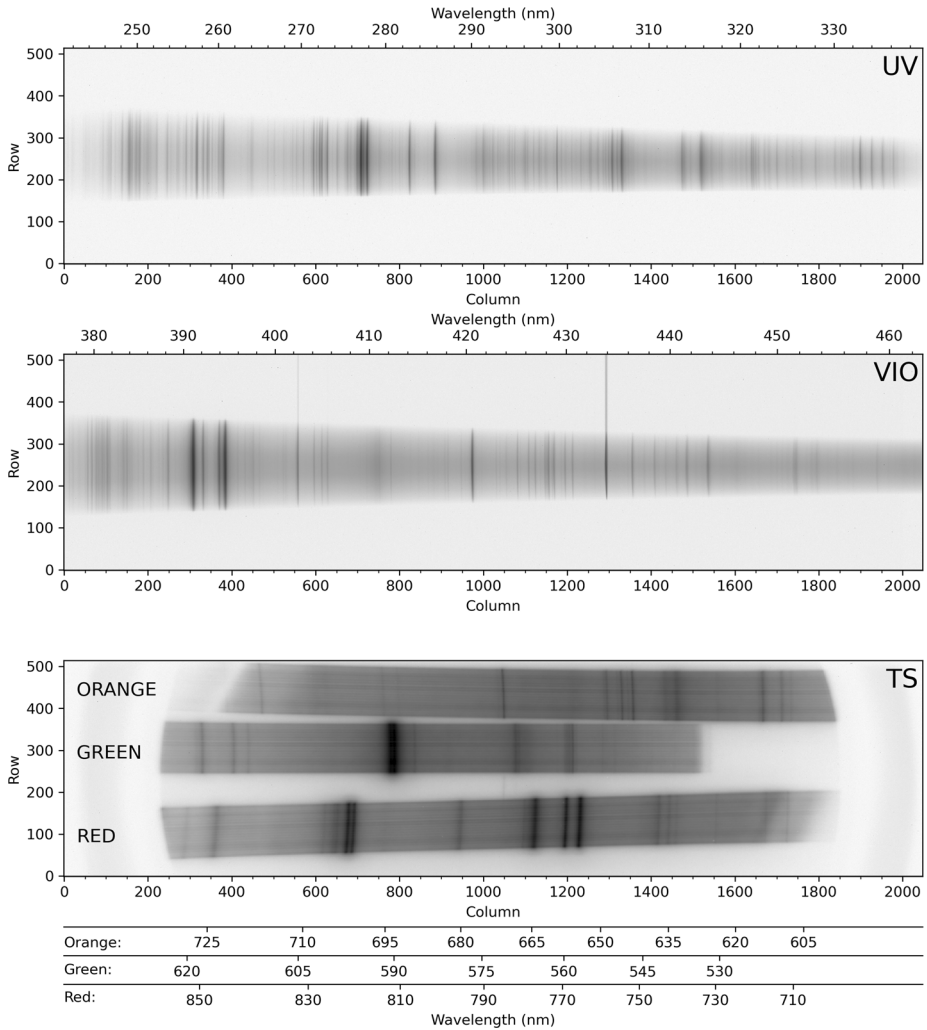 Wavelength (nm)
250 260 270 280 290 300 310 320 330
UV
500
400
300
200
100
0
Row
0 200 400 600 800 1000 1200 1400 1600 1800 2000
Column
Wavelength (nm)
380 390 400 410 420 430 440 450 460
VIO
500
400
300
200
100
0
Row
0 200 400 600 800 1000 1200 1400 1600 1800 2000
Column
TS
ORANGE
GREEN
RED
500
400
300
200
100
0
Row
0 200 400 600 800 1000 1200 1400 1600 1800 2000
Column
Orange: 725 710 695 680 665 650 635 620 605
Green: 620 605 590 575 560 545 530
Red: 850 830 810 790 770 750 730 710
Wavelength (nm)